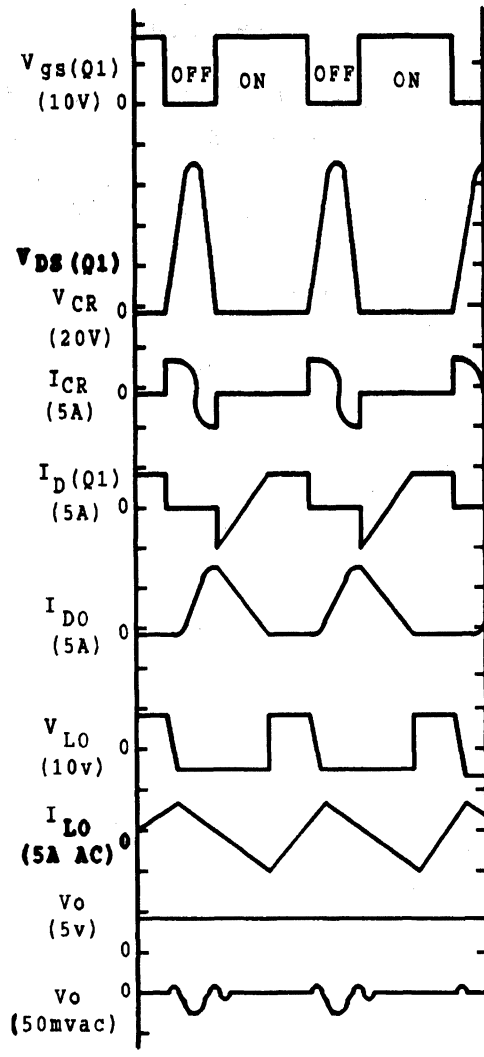 Vgs(Q1)
OFF ON OFF ON
(10V) 0
VDS(Q1)
VCR 0
(20V)
ICR 0
(5A)
ID(Q1)
(5A) 0
IDO 0
(5A)
VLO 0
(10v)
ILO 0
(5A AC)
Vo
(5v)
0
Vo 0
(50mvac)